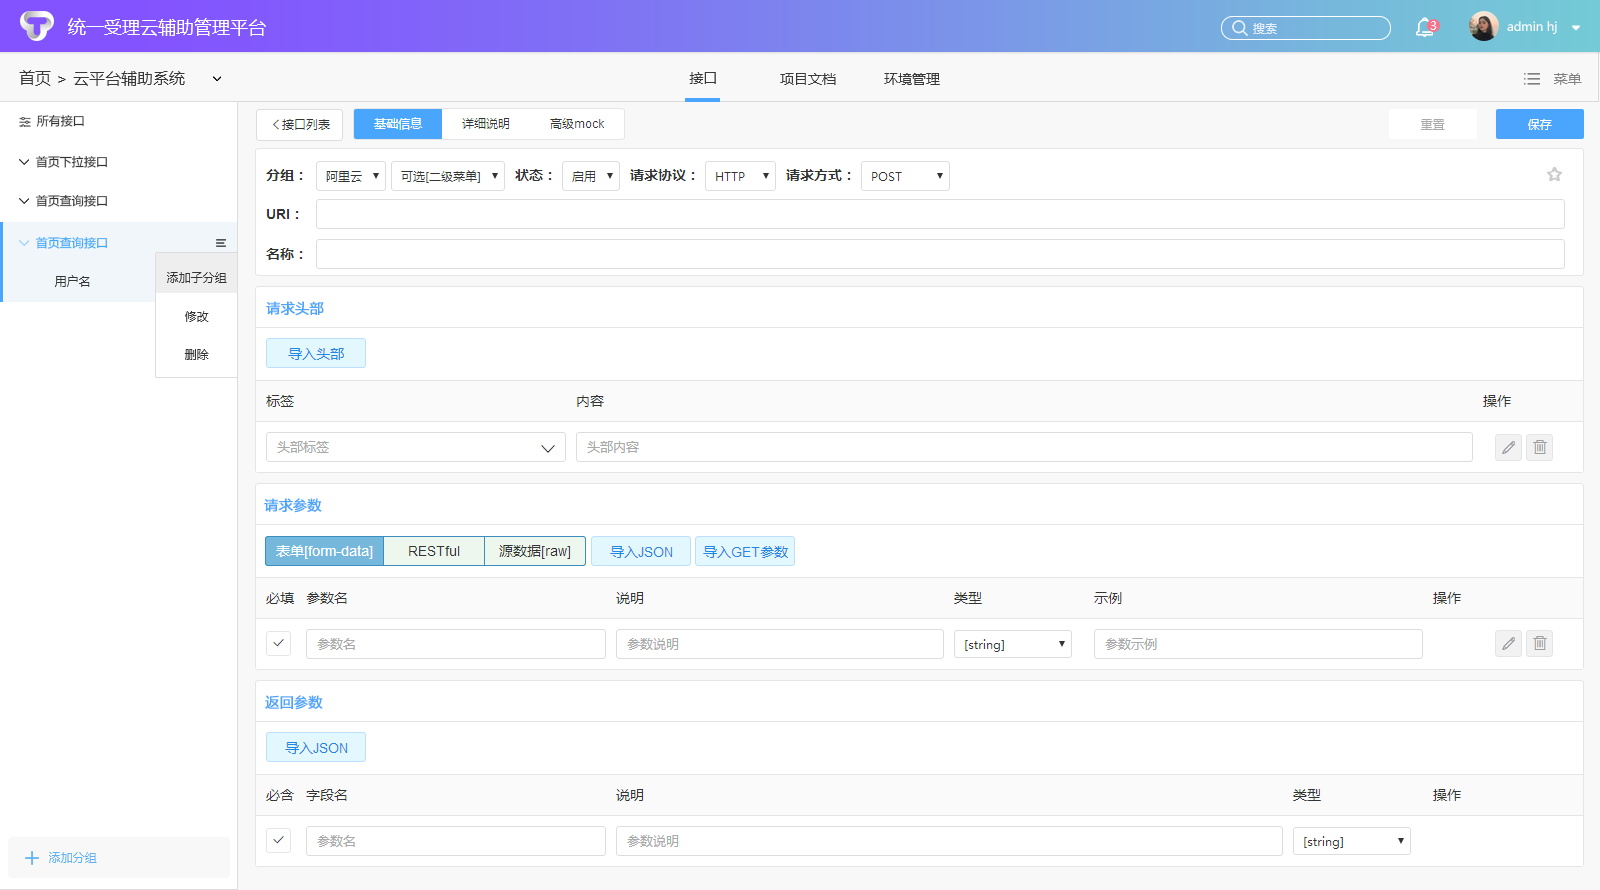 统一受理云辅助管理平台
搜索
3
admin hj
首页 > 云平台辅助系统
接口
项目文档
环境管理
菜单
所有接口
首页下拉接口
首页查询接口
首页查询接口
用户名
添加子分组
修改
删除
添加分组
<接口列表
基础信息
详细说明
高级mock
重置
保存
分组： 阿里云 可选[二级菜单] 状态： 启用 请求协议： HTTP 请求方式： POST
URI：
名称：
请求头部
导入头部
标签 内容 操作
头部标签 头部内容
请求参数
表单[form-data] RESTful 源数据[raw] 导入JSON 导入GET参数
必填 参数名 说明 类型 示例 操作
参数名 参数说明 [string] 参数示例
返回参数
导入JSON
必含 字段名 说明 类型 操作
参数名 参数说明 [string]